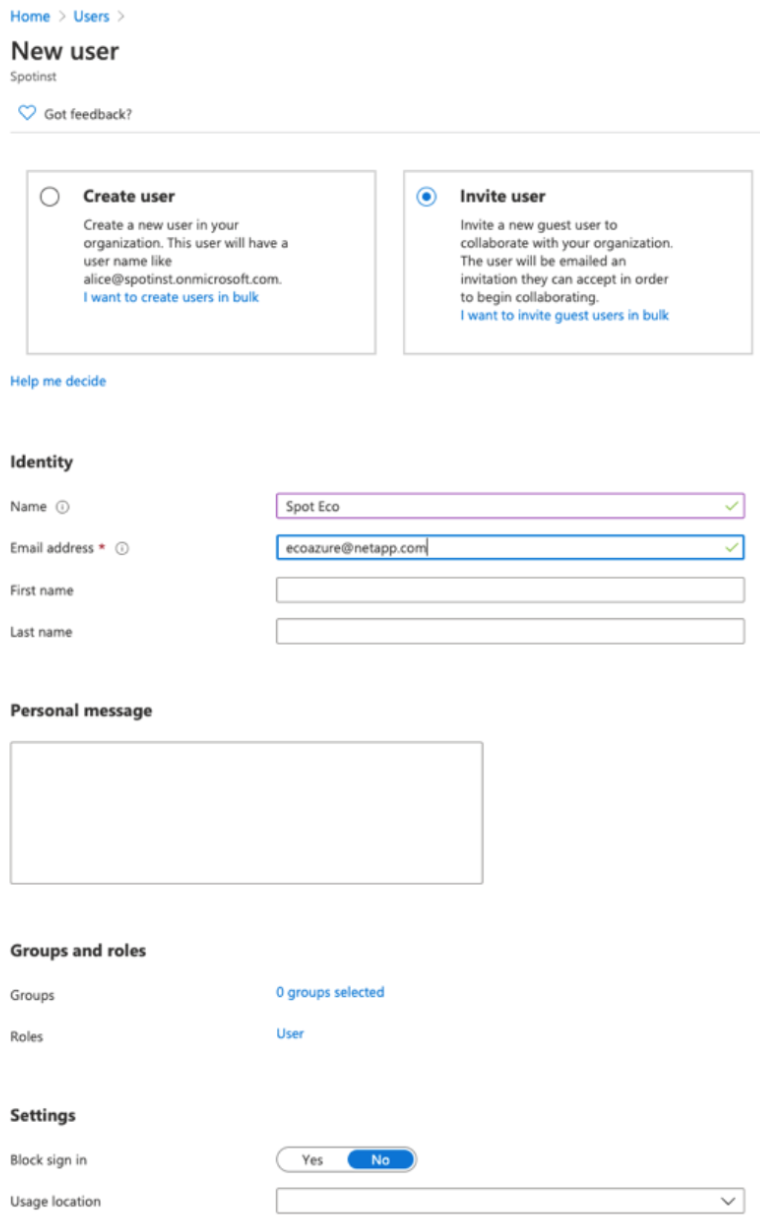 Home > Users >
New user
Spotinst
Got feedback?
Create user
Create a new user in your
organization. This user will have a
user name like
alice@spotinst.onmicrosoft.com.
I want to create users in bulk
Invite user
Invite a new guest user to
collaborate with your organization.
The user will be emailed an
invitation they can accept in order
to begin collaborating.
I want to invite guest users in bulk
Help me decide
Identity
Name
Spot Eco
Email address *
ecoazure@netapp.com
First name
Last name
Personal message
Groups and roles
Groups
0 groups selected
Roles
User
Settings
Block sign in
Yes No
Usage location